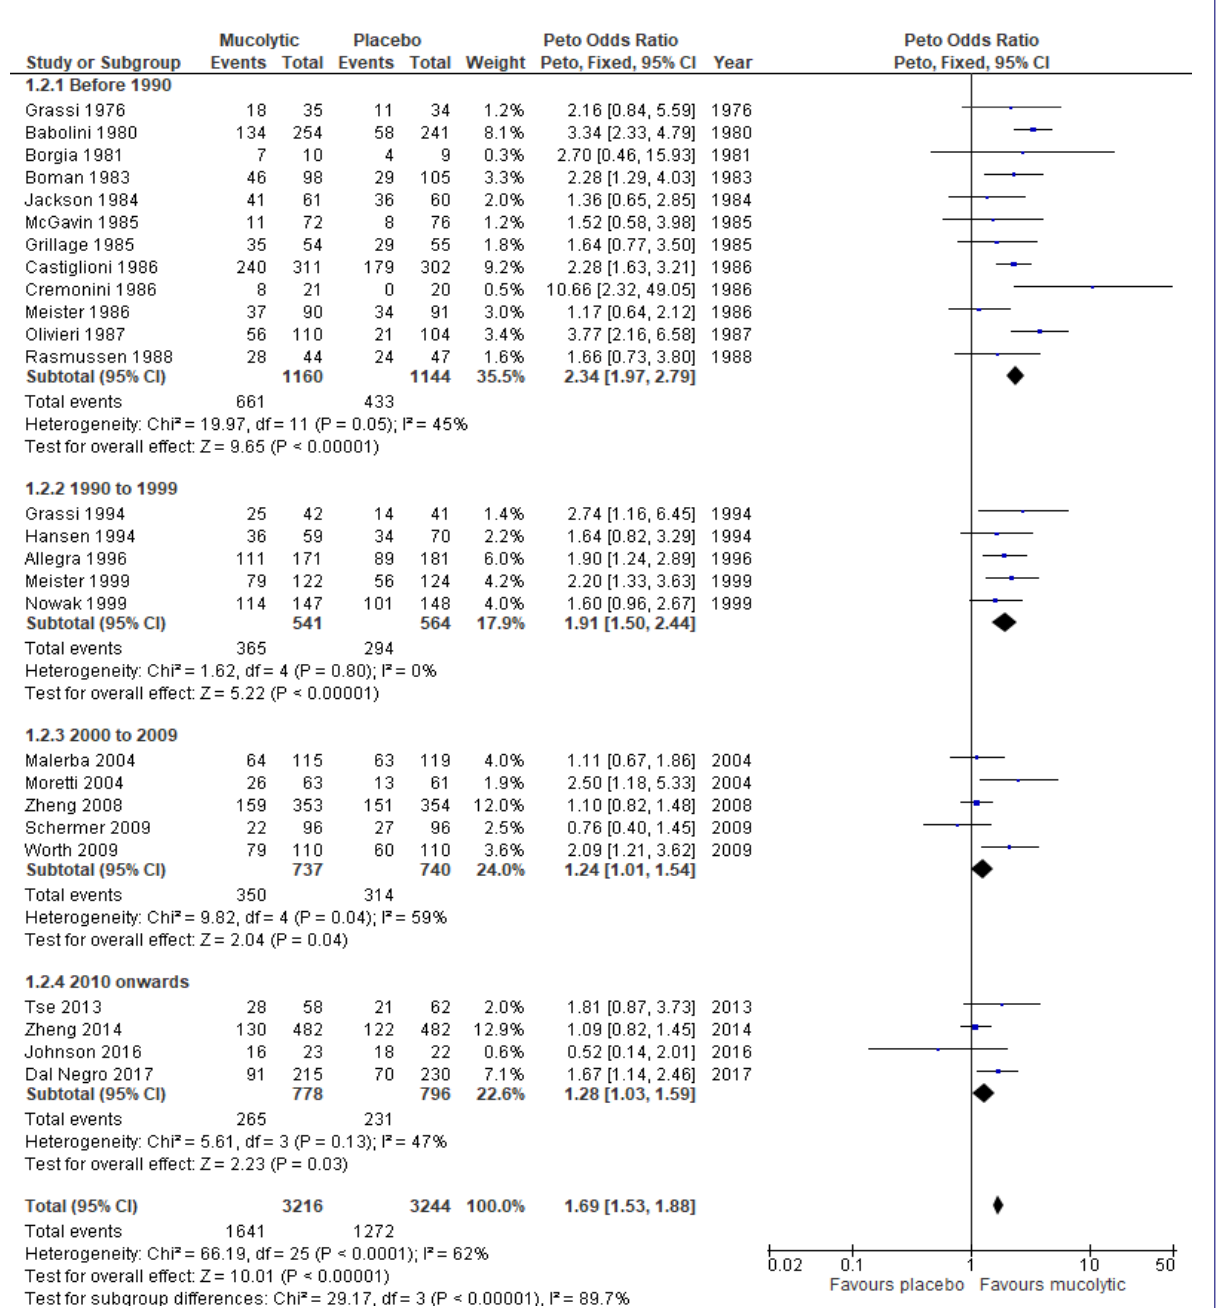 Mucolytic Placebo Peto Odds Ratio Peto Odds Ratio
Study or Subgroup Events Total Events Total Weight Peto, Fixed, 95% CI Year Peto, Fixed, 95% CI
1.2.1 Before 1990
Grassi 1976 18 35 11 34 1.2% 2.16 [0.84, 5.59] 1976
Babolini 1980 134 254 58 241 8.1% 3.34 [2.33, 4.79] 1980
Borgia 1981 7 10 4 9 0.3% 2.70 [0.46, 15.93] 1981
Boman 1983 46 98 29 105 3.3% 2.28 [1.29, 4.03] 1983
Jackson 1984 41 61 36 60 2.0% 1.36 [0.65, 2.85] 1984
McGavin 1985 11 72 8 76 1.2% 1.52 [0.58, 3.98] 1985
Grillage 1985 35 54 29 55 1.8% 1.64 [0.77, 3.50] 1985
Castiglioni 1986 240 311 179 302 9.2% 2.28 [1.63, 3.21] 1986
Cremonini 1986 8 21 0 20 0.5% 10.66 [2.32, 49.05] 1986
Meister 1986 37 90 34 91 3.0% 1.17 [0.64, 2.12] 1986
Olivieri 1987 56 110 21 104 3.4% 3.77 [2.16, 6.58] 1987
Rasmussen 1988 28 44 24 47 1.6% 1.66 [0.73, 3.80] 1988
Subtotal (95% CI) 1160 1144 35.5% 2.34 [1.97, 2.79]
Total events 661 433
Heterogeneity: Chi² = 19.97, df = 11 (P = 0.05); I² = 45%
Test for overall effect: Z = 9.65 (P < 0.00001)
1.2.2 1990 to 1999
Grassi 1994 25 42 14 41 1.4% 2.74 [1.16, 6.45] 1994
Hansen 1994 36 59 34 70 2.2% 1.64 [0.82, 3.29] 1994
Allegra 1996 111 171 89 181 6.0% 1.90 [1.24, 2.89] 1996
Meister 1999 79 122 56 124 4.2% 2.20 [1.33, 3.63] 1999
Nowak 1999 114 147 101 148 4.0% 1.60 [0.96, 2.67] 1999
Subtotal (95% CI) 541 564 17.9% 1.91 [1.50, 2.44]
Total events 365 294
Heterogeneity: Chi² = 1.62, df = 4 (P = 0.80); I² = 0%
Test for overall effect: Z = 5.22 (P < 0.00001)
1.2.3 2000 to 2009
Malerba 2004 64 115 63 119 4.0% 1.11 [0.67, 1.86] 2004
Moretti 2004 26 63 13 61 1.9% 2.50 [1.18, 5.33] 2004
Zheng 2008 159 353 151 354 12.0% 1.10 [0.82, 1.48] 2008
Schermer 2009 22 96 27 96 2.5% 0.76 [0.40, 1.45] 2009
Worth 2009 79 110 60 110 3.6% 2.09 [1.21, 3.62] 2009
Subtotal (95% CI) 737 740 24.0% 1.24 [1.01, 1.54]
Total events 350 314
Heterogeneity: Chi² = 9.82, df = 4 (P = 0.04); I² = 59%
Test for overall effect: Z = 2.04 (P = 0.04)
1.2.4 2010 onwards
Tse 2013 28 58 21 62 2.0% 1.81 [0.87, 3.73] 2013
Zheng 2014 130 482 122 482 12.9% 1.09 [0.82, 1.45] 2014
Johnson 2016 16 23 18 22 0.6% 0.52 [0.14, 2.01] 2016
Dal Negro 2017 91 215 70 230 7.1% 1.67 [1.14, 2.46] 2017
Subtotal (95% CI) 778 796 22.6% 1.28 [1.03, 1.59]
Total events 265 231
Heterogeneity: Chi² = 5.61, df = 3 (P = 0.13); I² = 47%
Test for overall effect: Z = 2.23 (P = 0.03)
Total (95% CI) 3216 3244 100.0% 1.69 [1.53, 1.88]
Total events 1641 1272
Heterogeneity: Chi² = 66.19, df = 25 (P < 0.0001); I² = 62%
Test for overall effect: Z = 10.01 (P < 0.00001)
Test for subgroup differences: Chi² = 29.17, df = 3 (P < 0.00001), I² = 89.7%
0.02 0.1 1 10 50
Favours placebo Favours mucolytic